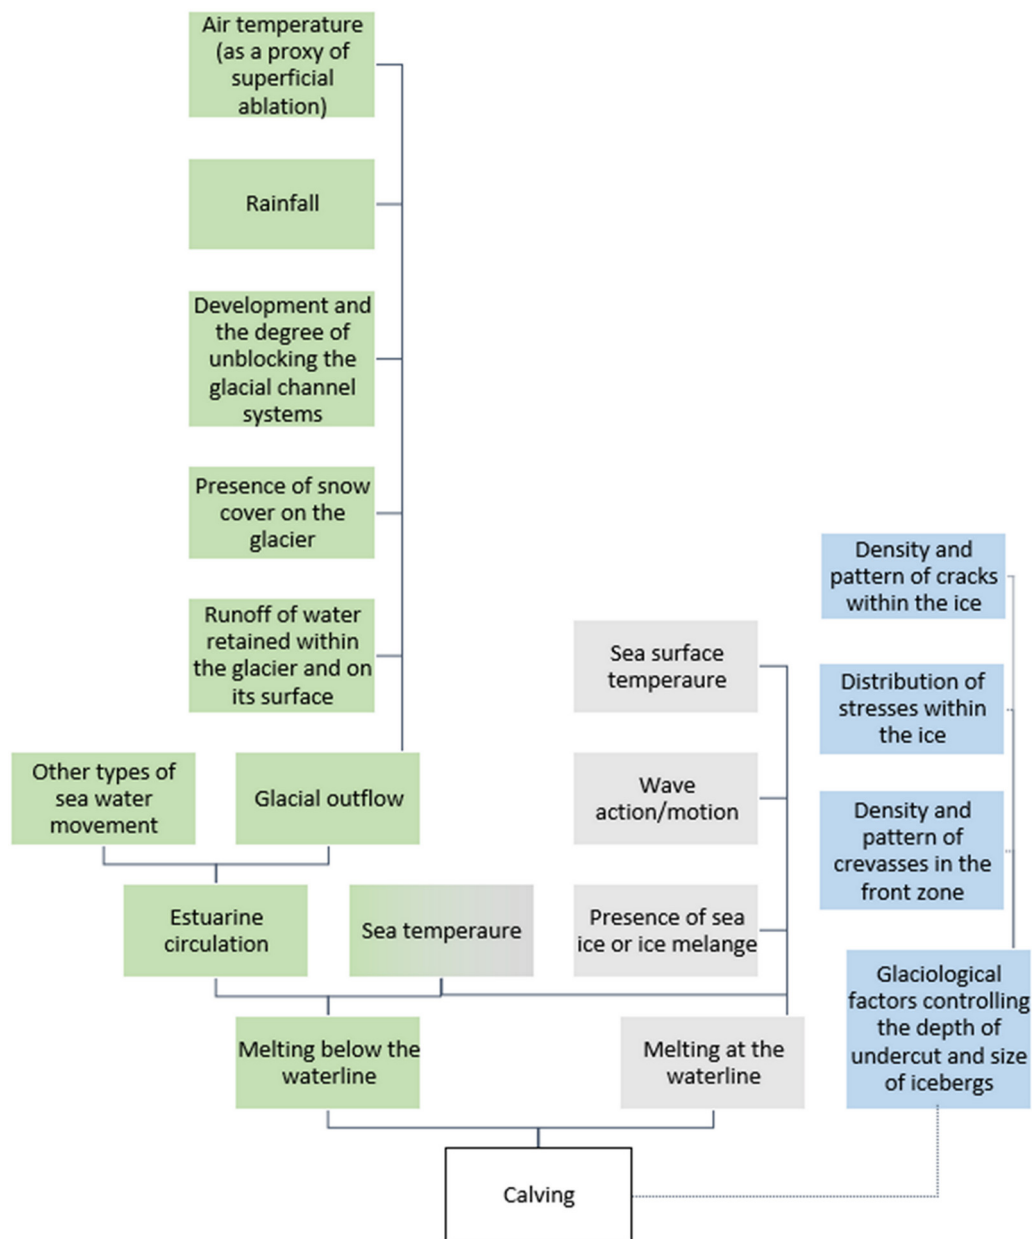 Air temperature
(as a proxy of
superficial
ablation)
Rainfall
Development and
the degree of
unblocking the
glacial channel
systems
Presence of snow
cover on the
glacier
Runoff of water
retained within
the glacier and on
its surface
Other types of
sea water
movement
Glacial outflow
Estuarine
circulation
Sea temperaure
Sea surface
temperaure
Wave
action/motion
Presence of sea
ice or ice melange
Density and
pattern of cracks
within the ice
Distribution of
stresses within
the ice
Density and
pattern of
crevasses in the
front zone
Glaciological
factors controlling
the depth of
undercut and size
of icebergs
Melting below the
waterline
Melting at the
waterline
Calving